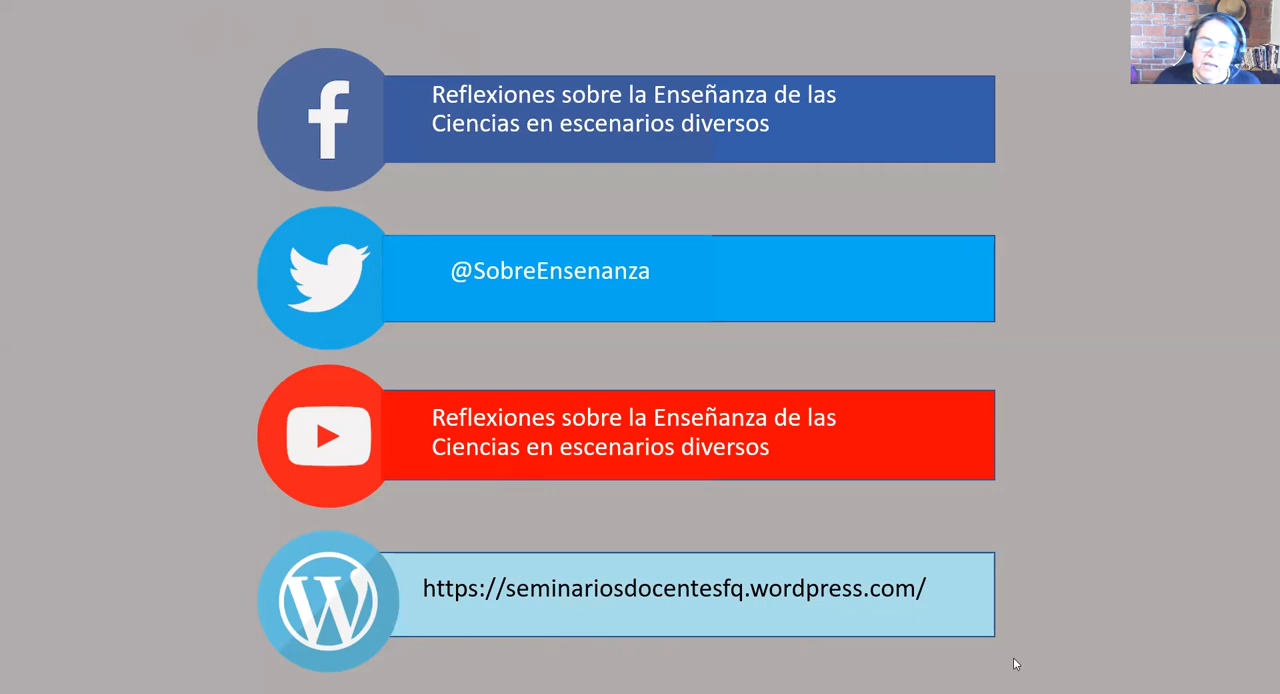 Reflexiones sobre la Enseñanza de las
Ciencias en escenarios diversos
@SobreEnsenanza
Reflexiones sobre la Enseñanza de las
Ciencias en escenarios diversos
https://seminariosdocentesfq.wordpress.com/